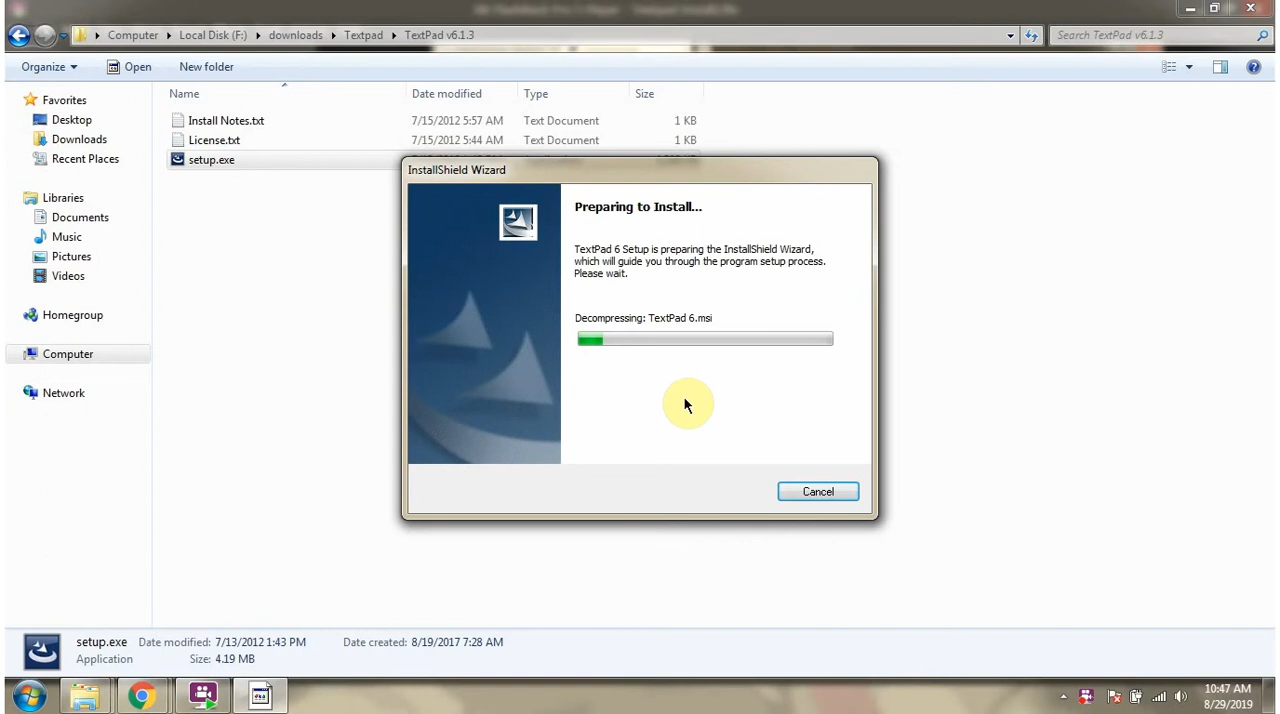 Computer Local Disk (F:) downloads Textpad TextPad v6.1.3
Search TextPad v6.1.3
Organize Open New folder
Favorites
Desktop
Downloads
Recent Places
Libraries
Documents
Music
Pictures
Videos
Homegroup
Computer
Network
Name Date modified Type Size
Install Notes.txt 7/15/2012 5:57 AM Text Document 1 KB
License.txt 7/15/2012 5:44 AM Text Document 1 KB
setup.exe
InstallShield Wizard
Preparing to Install...
TextPad 6 Setup is preparing the InstallShield Wizard,
which will guide you through the program setup process.
Please wait.
Decompressing: TextPad 6.msi
Cancel
setup.exe Date modified: 7/13/2012 1:43 PM Date created: 8/19/2017 7:28 AM
Application Size: 4.19 MB
10:47 AM
8/29/2019